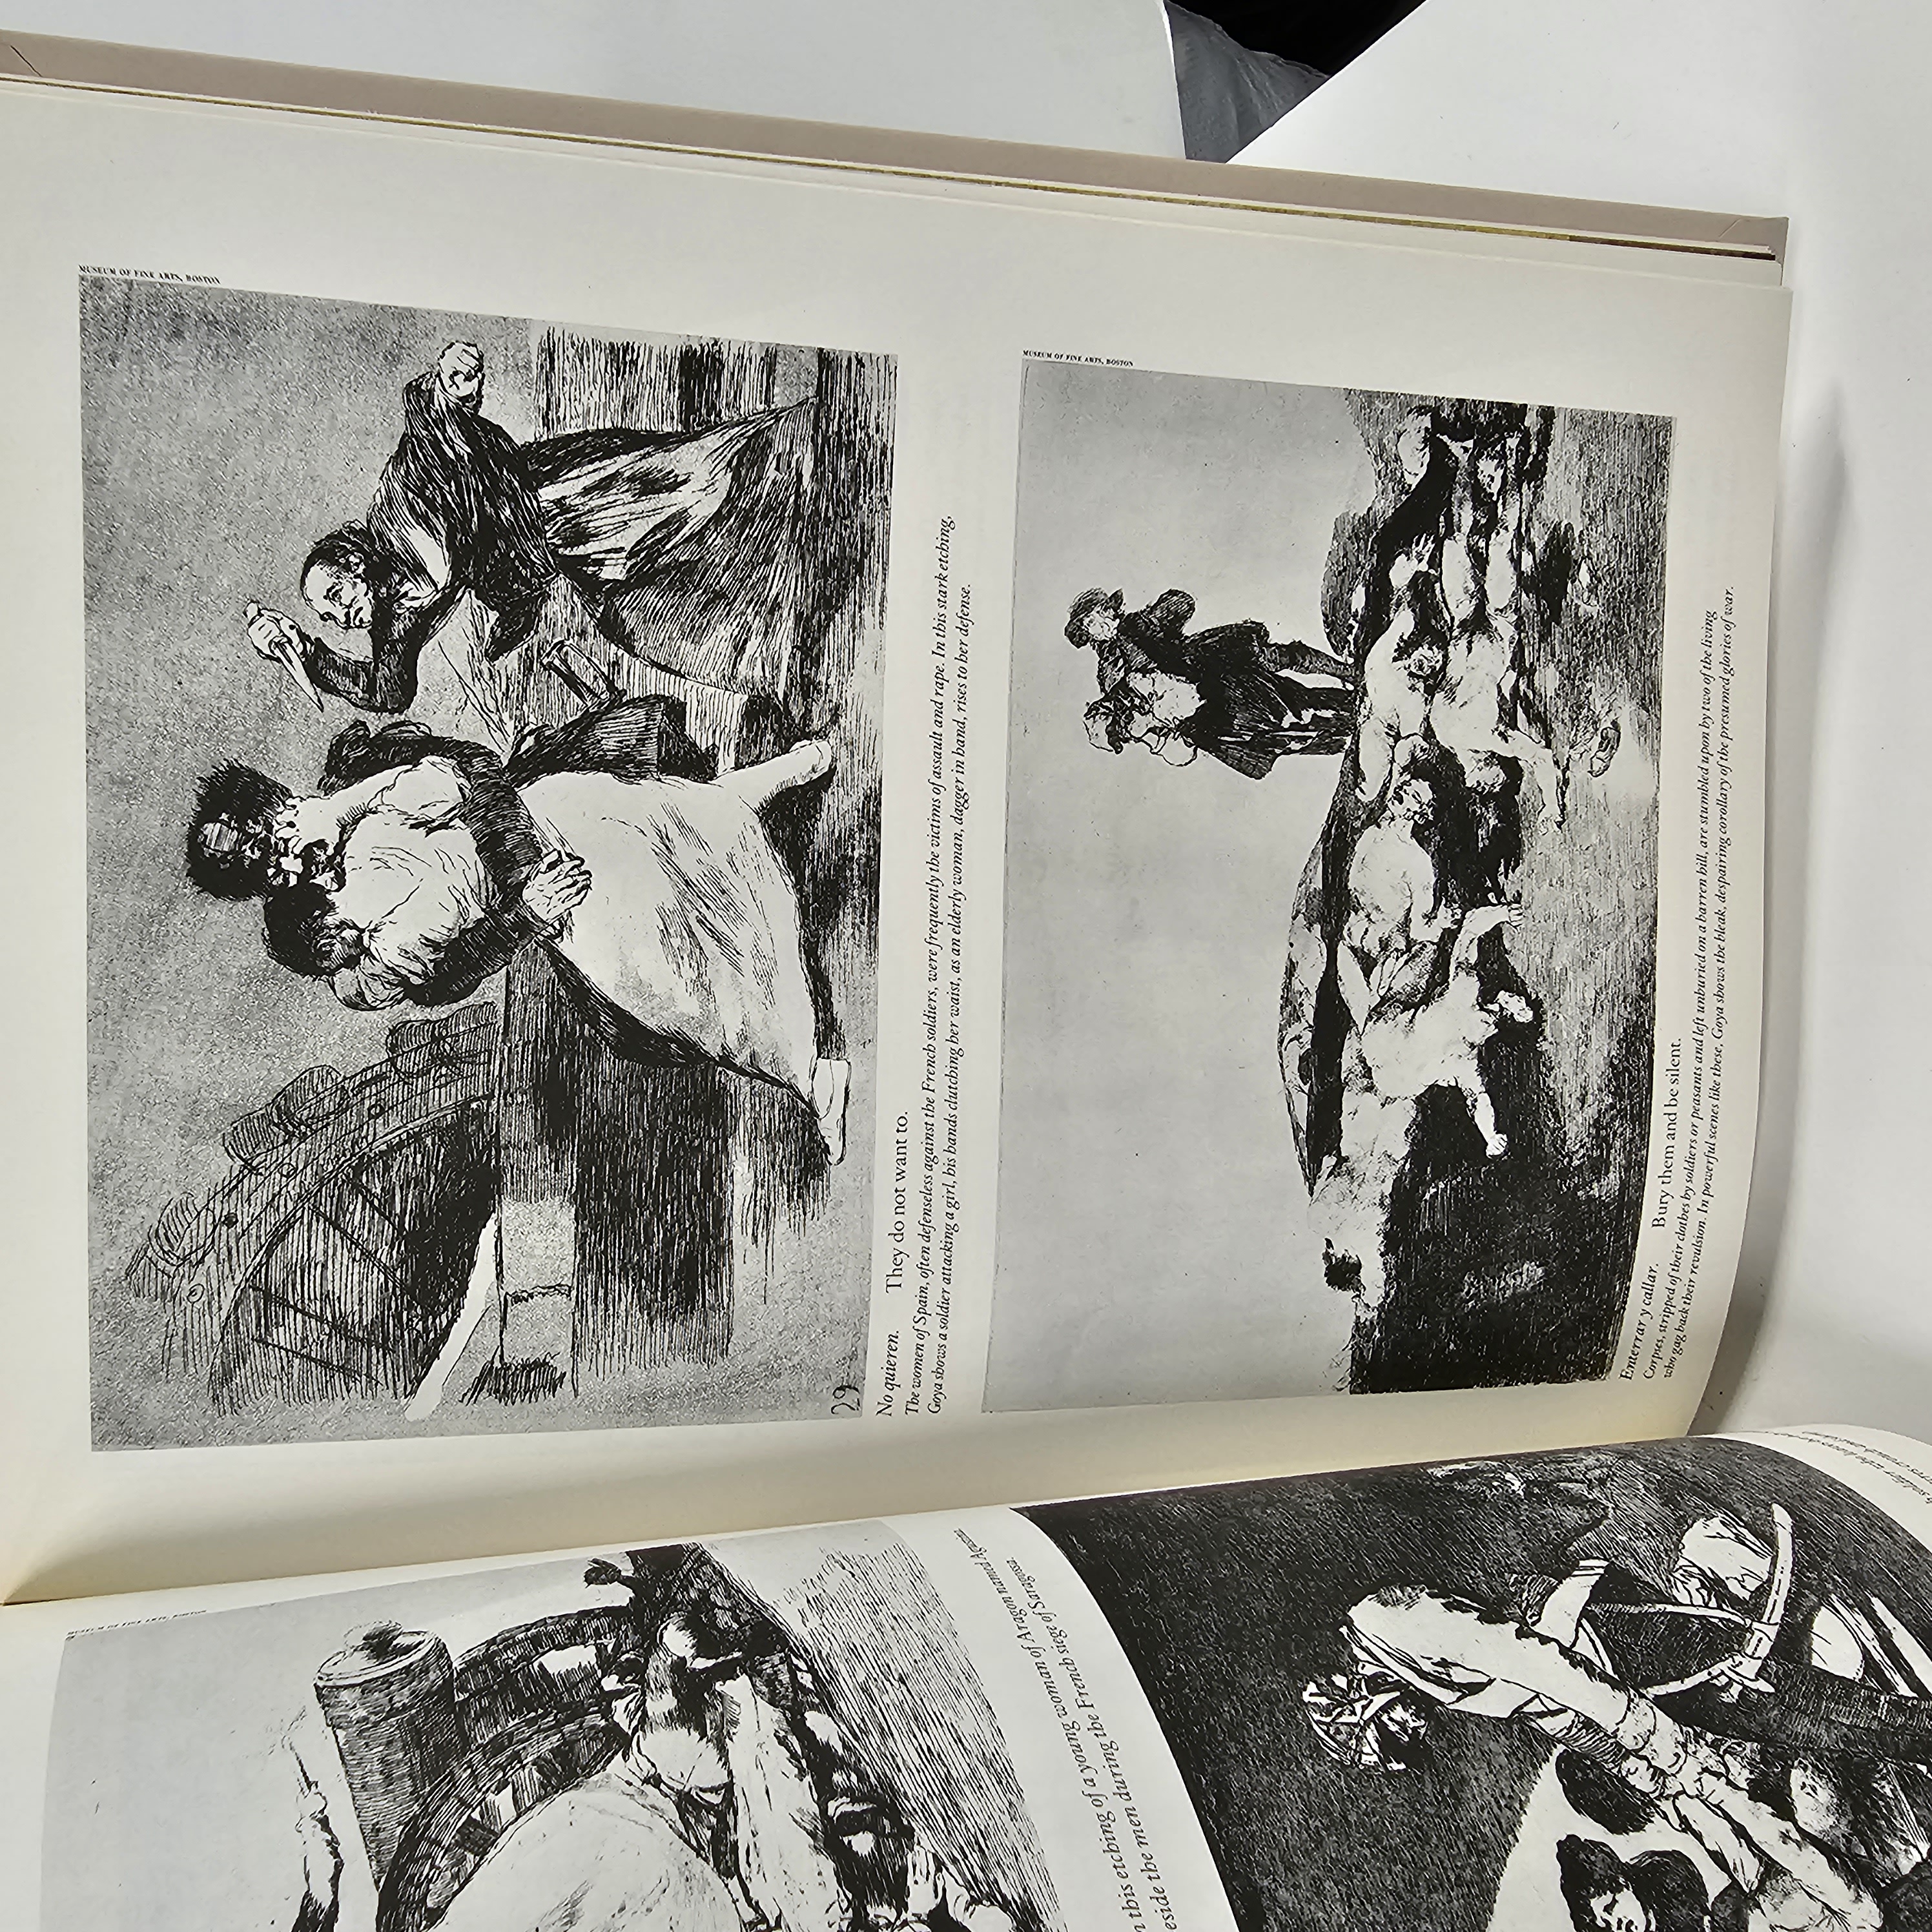 n this etching of a young woman of Aragon named Agustina
eside the men during the French siege of Saragossa.
MUSEUM OF FINE ARTS, BOSTON
29
No quieren. They do not want to.
The women of Spain, often defenseless against the French soldiers, were frequently the victims of assault and rape. In this stark etching,
Goya shows a soldier attacking a girl, his hands clutching her waist, as an elderly woman, dagger in hand, rises to her defense.
MUSEUM OF FINE ARTS, BOSTON
Enterrar y callar. Bury them and be silent.
Corpses, stripped of their clothes by soldiers or peasants and left unburied on a barren hill, are stumbled upon by two of the living
who gag back their revulsion. In powerful scenes like these, Goya shows the bleak, despairing corollary of the presumed glories of war.